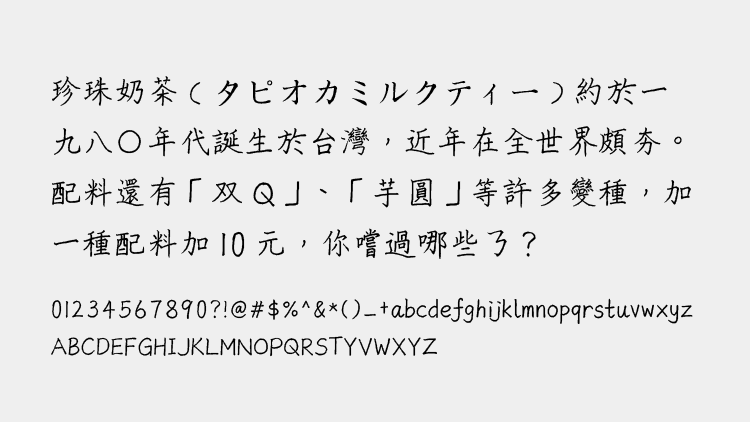 珍珠奶茶（タピオカミルクティー）約於一
九八〇年代誕生於台灣，近年在全世界頗夯。
配料還有「双Ｑ」、「芋圓」等許多變種，加
一種配料加10元，你嚐過哪些ㄋ？
01234567890?!@#$%^&*()_+abcdefghijklmnopqrstuvwxyz
ABCDEFGHIJKLMNOPQRSTYVWXYZ